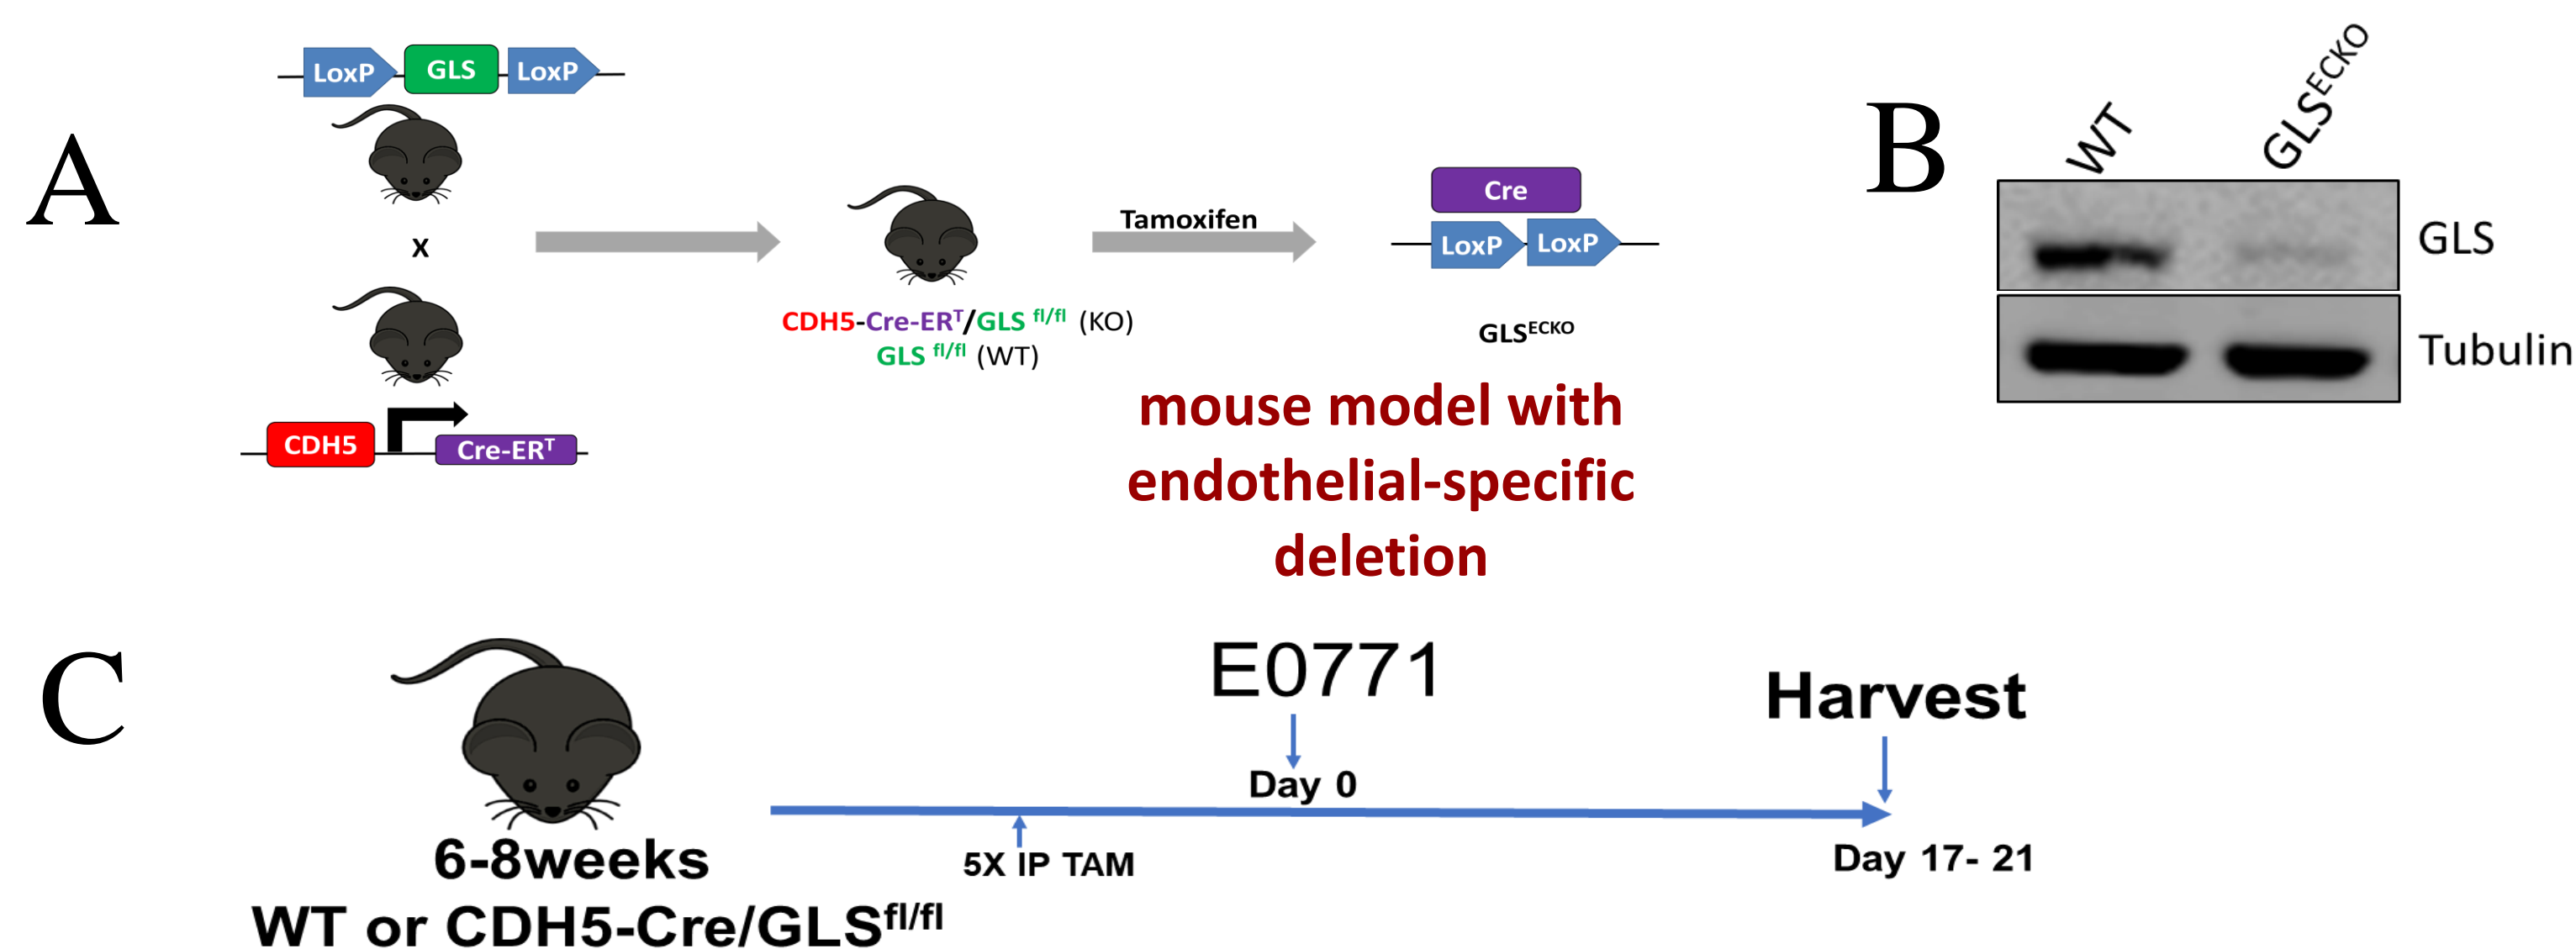 A
LoxP GLS LoxP
X
CDH5 Cre-ERᵀ
CDH5-Cre-ERᵀ/GLS ᶠˡ/ᶠˡ (KO)
GLS ᶠˡ/ᶠˡ (WT)
Tamoxifen
Cre
LoxP LoxP
GLSᴱᶜᴷᴼ
mouse model with
endothelial-specific
deletion
B
WT GLSᴱᶜᴷᴼ
GLS
Tubulin
C
6-8weeks
WT or CDH5-Cre/GLSᶠˡ/ᶠˡ
E0771
Day 0
5X IP TAM
Harvest
Day 17- 21